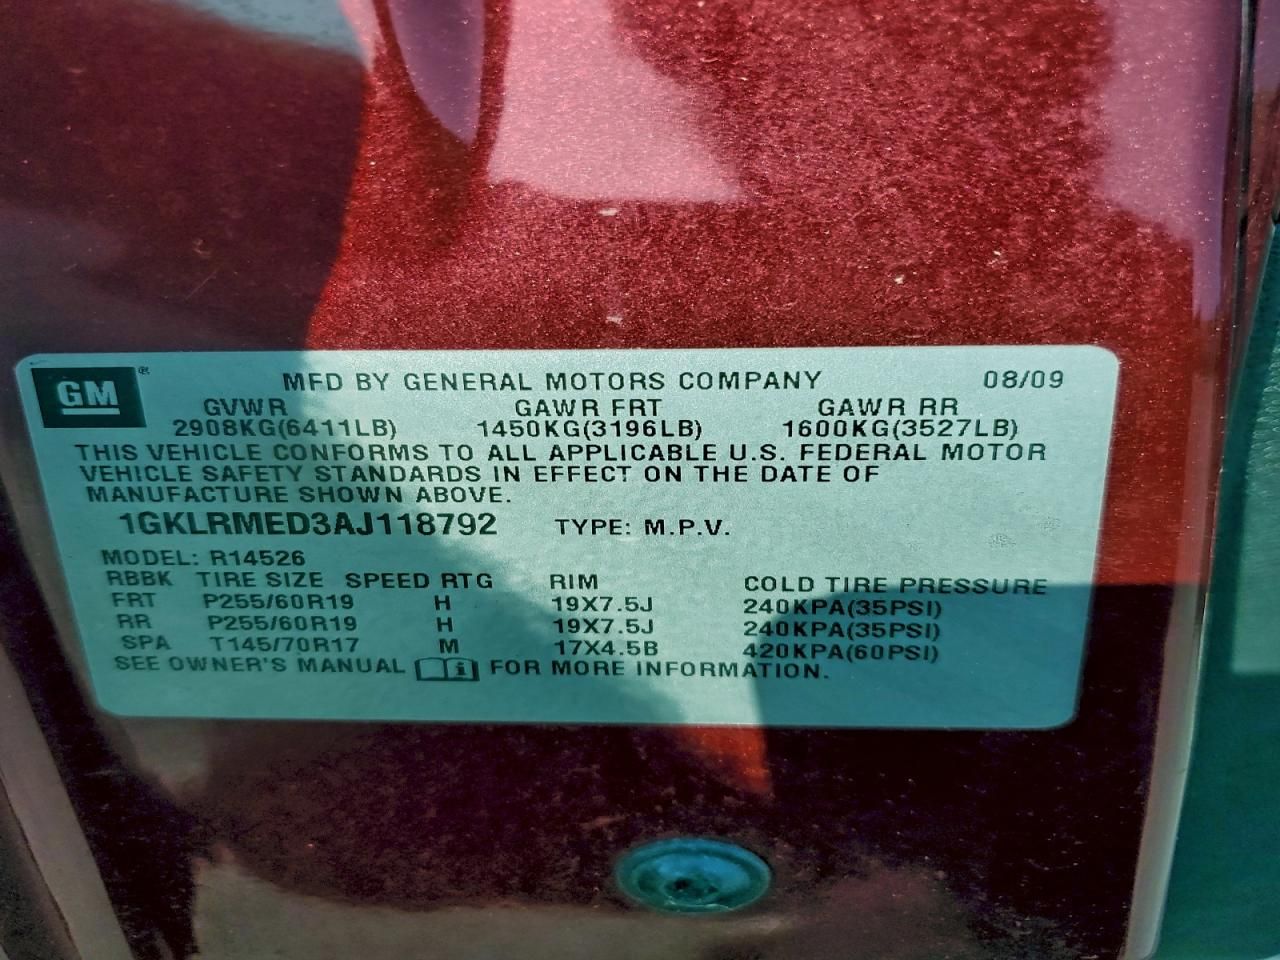 GM ® MFD BY GENERAL MOTORS COMPANY 08/09
GVWR GAWR FRT GAWR RR
2908KG(6411LB) 1450KG(3196LB) 1600KG(3527LB)
THIS VEHICLE CONFORMS TO ALL APPLICABLE U.S. FEDERAL MOTOR
VEHICLE SAFETY STANDARDS IN EFFECT ON THE DATE OF
MANUFACTURE SHOWN ABOVE.
1GKLRMED3AJ118792 TYPE: M.P.V.
MODEL: R14526
RBBK TIRE SIZE SPEED RTG RIM COLD TIRE PRESSURE
FRT P255/60R19 H 19X7.5J 240KPA(35PSI)
RR P255/60R19 H 19X7.5J 240KPA(35PSI)
SPA T145/70R17 M 17X4.5B 420KPA(60PSI)
SEE OWNER'S MANUAL i FOR MORE INFORMATION.